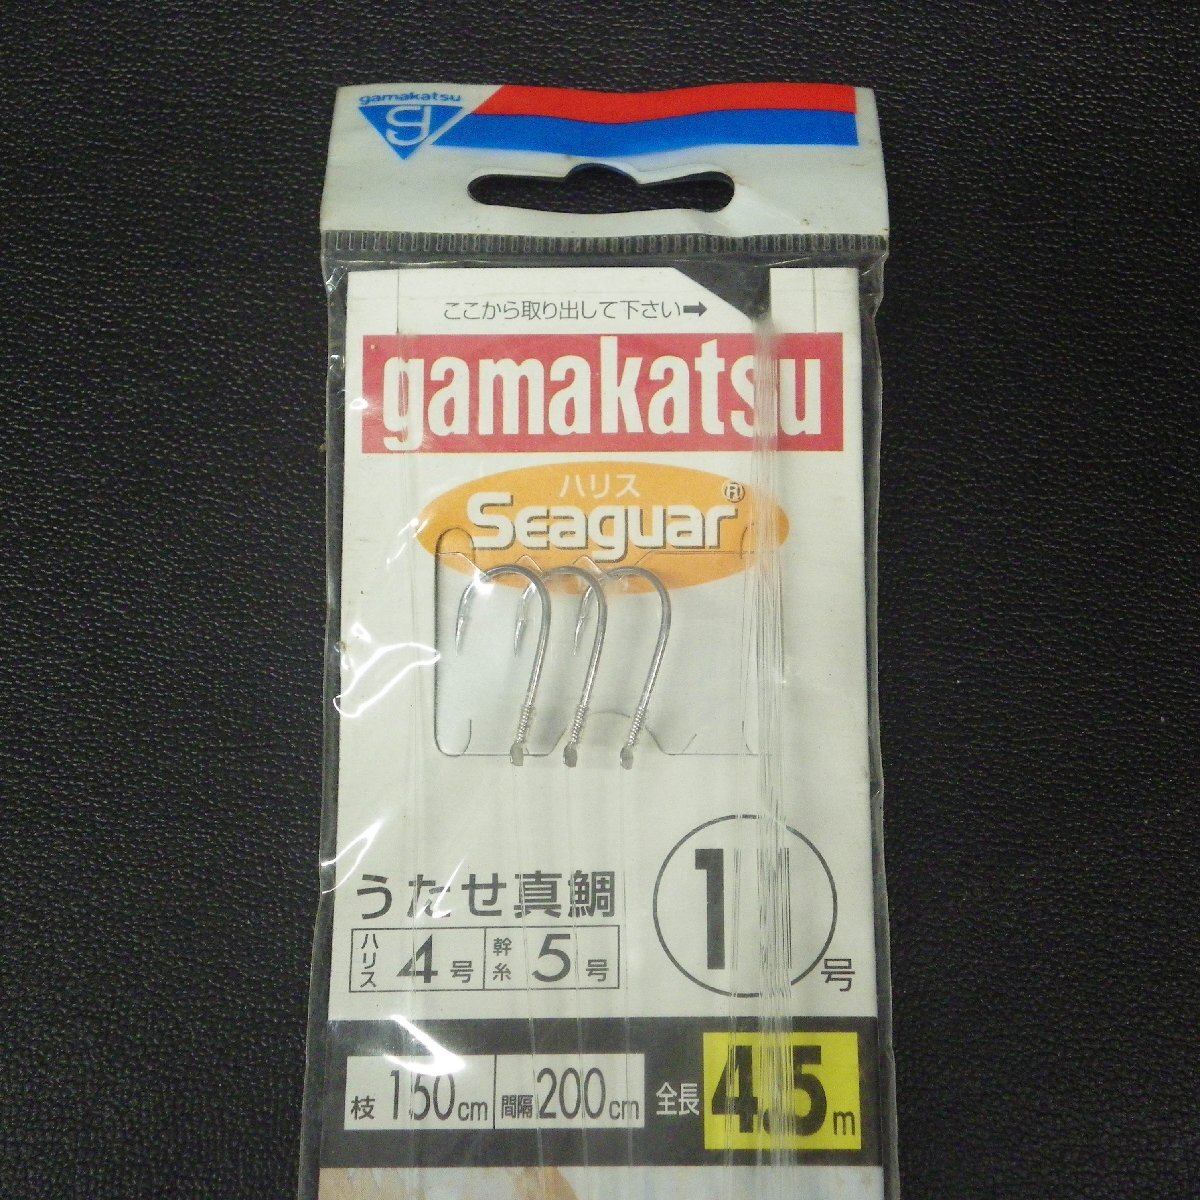 gamakatsu
ここから取り出して下さい➡
gamakatsu
ハリス
Seaguar®
うたせ真鯛
ハリス 4号 幹糸 5号
号
枝 150cm 間隔 200cm 全長 4.5m